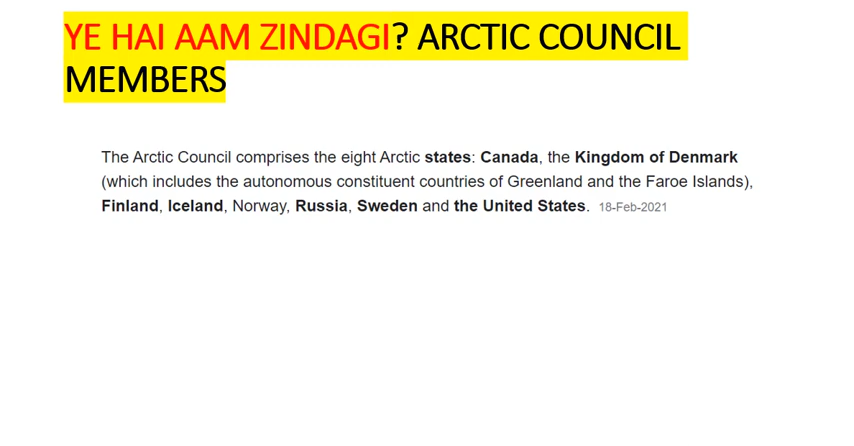 YE HAI AAM ZINDAGI? ARCTIC COUNCIL
MEMBERS
The Arctic Council comprises the eight Arctic states: Canada, the Kingdom of Denmark
(which includes the autonomous constituent countries of Greenland and the Faroe Islands),
Finland, Iceland, Norway, Russia, Sweden and the United States. 18-Feb-2021